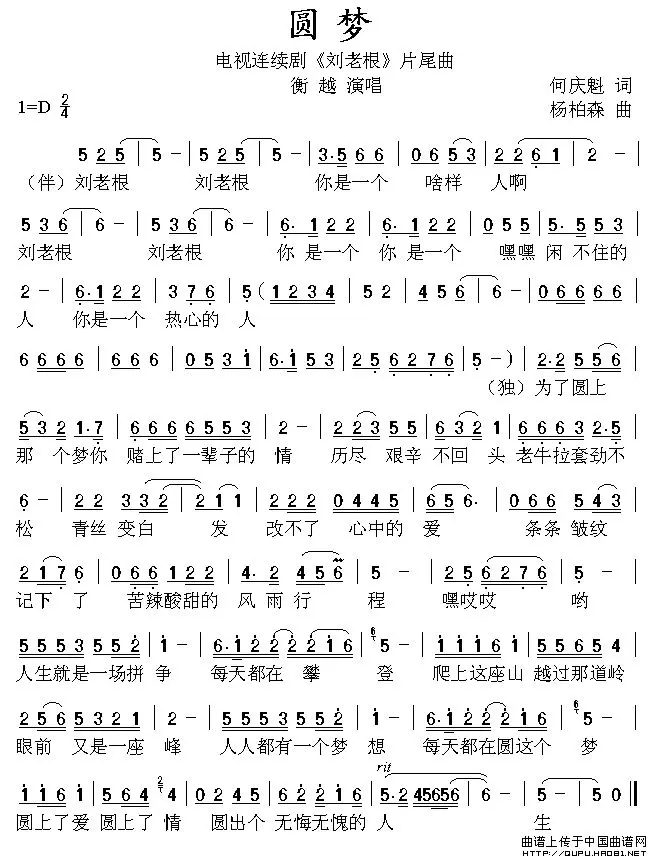 圆 梦
电视连续剧《刘老根》片尾曲
衡 越 演唱
何庆魁 词
1=D 2/4
杨柏森 曲
5 2 5 | 5 – | 5 2 5 | 5 – | 3·5 6 6 | 0 6 5 3 | 2 2 6 1 | 2 – |
（伴）刘老根 刘老根 你是一个 啥样 人啊
5 3 6 | 2 – | 5 3 6 | 2 – | 6· 1 2 2 | 6· 1 2 2 | 0 5 5 | 5· 5 5 3 |
刘老根 刘老根 你 是一个 你 是一个 嘿嘿 闲 不住的
2 – | 6·1 2 2 | 3 7 6 | 5（ | 1 2 3 4 | 5 2 | 4 5 6 | 6 – | 0 6 6 6 6 |
人 你是一个 热心的 人
6 6 6 6 | 6 6 6 | 0 5 3 1 | 6·1 5 3 | 2 5 6 2 7 6 | 5 –） | 2·2 5 5 6 |
（独）为了圆上
5 3 2 1·7 | 6 6 6 6 5 5 3 | 2 – | 2 2 3 5 5 | 6 3 2 1 | 6 6 6 3 2·5 |
那 个梦你 赌上了一辈子的 情 历尽 艰辛 不回 头 老牛拉套劲不
6 – | 2 2 3 3 2 | 2 1 1 | 2 2 2 | 0 4 4 5 | 6 5 6· | 0 6 6 5 4 3 |
松 青丝 变白 发 改不了 心中的 爱 条条 皱纹
2 1 7 6 | 0 6 6 1 2 2 | 2· 4 | 4 5 6 | 5 – | 2 5 6 2 7 6 | 5 – |
记下 了 苦辣酸甜的 风 雨 行 程 嘿哎哎 哟
5 5 5 3 5 5 2 | 1 – | 6·1 2 2 2 1 6 | 5 – | 0 6 6 6 2 | 5 5 6 5 4 |
人生就是一场拼 争 每天都在 攀 登 爬上这座山 越过那道岭
2 5 6 5 3 2 1 | 2 – | 5 5 5 3 5 5 2 | 1 – | 6·1 2 2 2 1 2 | 5 – |
眼前 又是一座 峰 人人都有一个梦 想 每天都在圆这个 梦
rit
1 1 6 1 | 5 6 4 4 | 0 2 4 5 | 1 1 6 1 | 5·2 45656 | 6 – | 5 – ‖
圆上了爱 圆上了 情 圆出个 无悔无愧的 人 生
曲谱上传于中国曲谱网
HTTP://QUPU.HAO81.NET